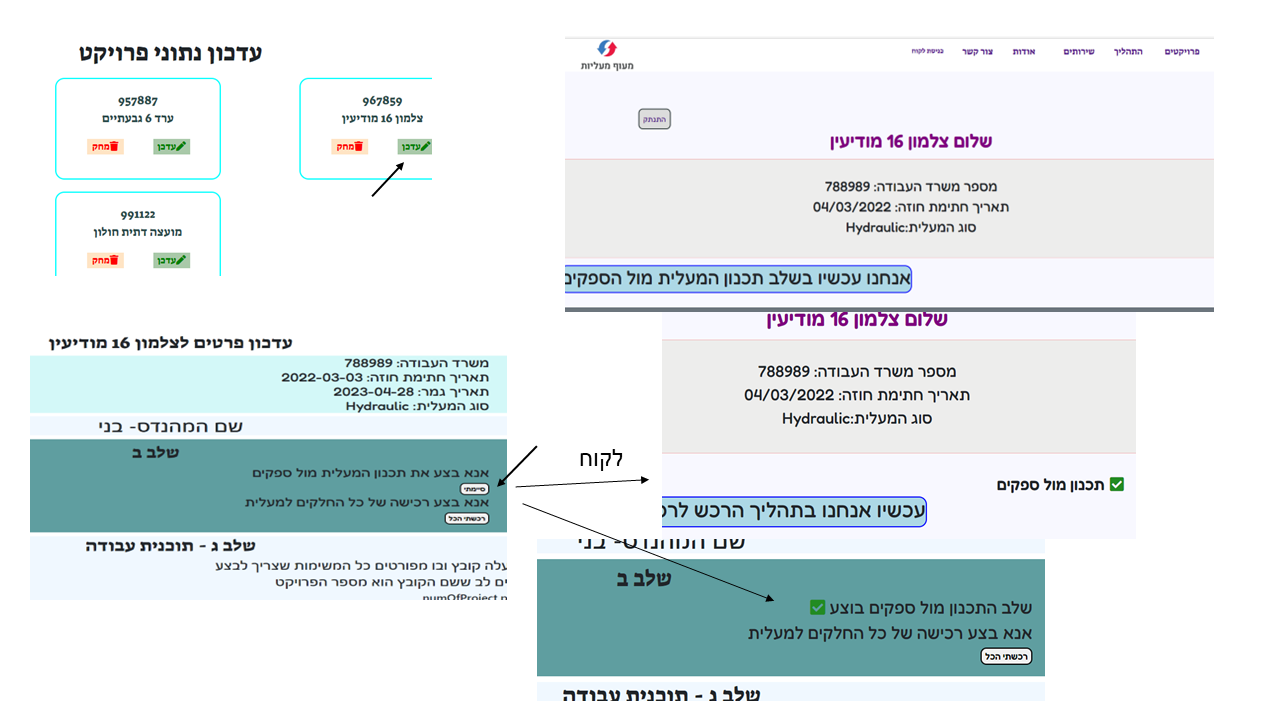 עדכון נתוני פרויקט
957887
ערד 6 גבעתיים
מחק
עדכן
967859
צלמון 16 מודיעין
מחק
עדכן
991122
מועצה דתית חולון
מחק
עדכן
מעוף מעליות
פרויקטים
התהליך
שירותים
אודות
צור קשר
כניסת לקוח
התנתק
שלום צלמון 16 מודיעין
מספר משרד העבודה: 788989
תאריך חתימת חוזה: 04/03/2022
סוג המעלית:Hydraulic
אנחנו עכשיו בשלב תכנון המעלית מול הספקים
עדכון פרטים לצלמון 16 מודיעין
משרד העבודה: 788989
תאריך חתימת חוזה: 2022-03-03
תאריך גמר: 2023-04-28
סוג המעלית: Hydraulic
שם המהנדס- בני
שלב ב
אנא בצע את תכנון המעלית מול ספקים
סיימתי
אנא בצע רכישה של כל החלקים למעלית
רכשתי הכל
שלב ג - תוכנית עבודה
עלה קובץ ובו מפורטים כל המשימות שצריך לבצע
ים לב ששם הקובץ הוא מספר הפרויקט
numOfProject
לקוח
שלום צלמון 16 מודיעין
מספר משרד העבודה: 788989
תאריך חתימת חוזה: 04/03/2022
סוג המעלית:Hydraulic
תכנון מול ספקים
עכשיו אנחנו בתהליך הרכש לרכ
שם המהנדס- בני
שלב ב
שלב התכנון מול ספקים בוצע
אנא בצע רכישה של כל החלקים למעלית
רכשתי הכל
שלב ג - תוכנית עבודה